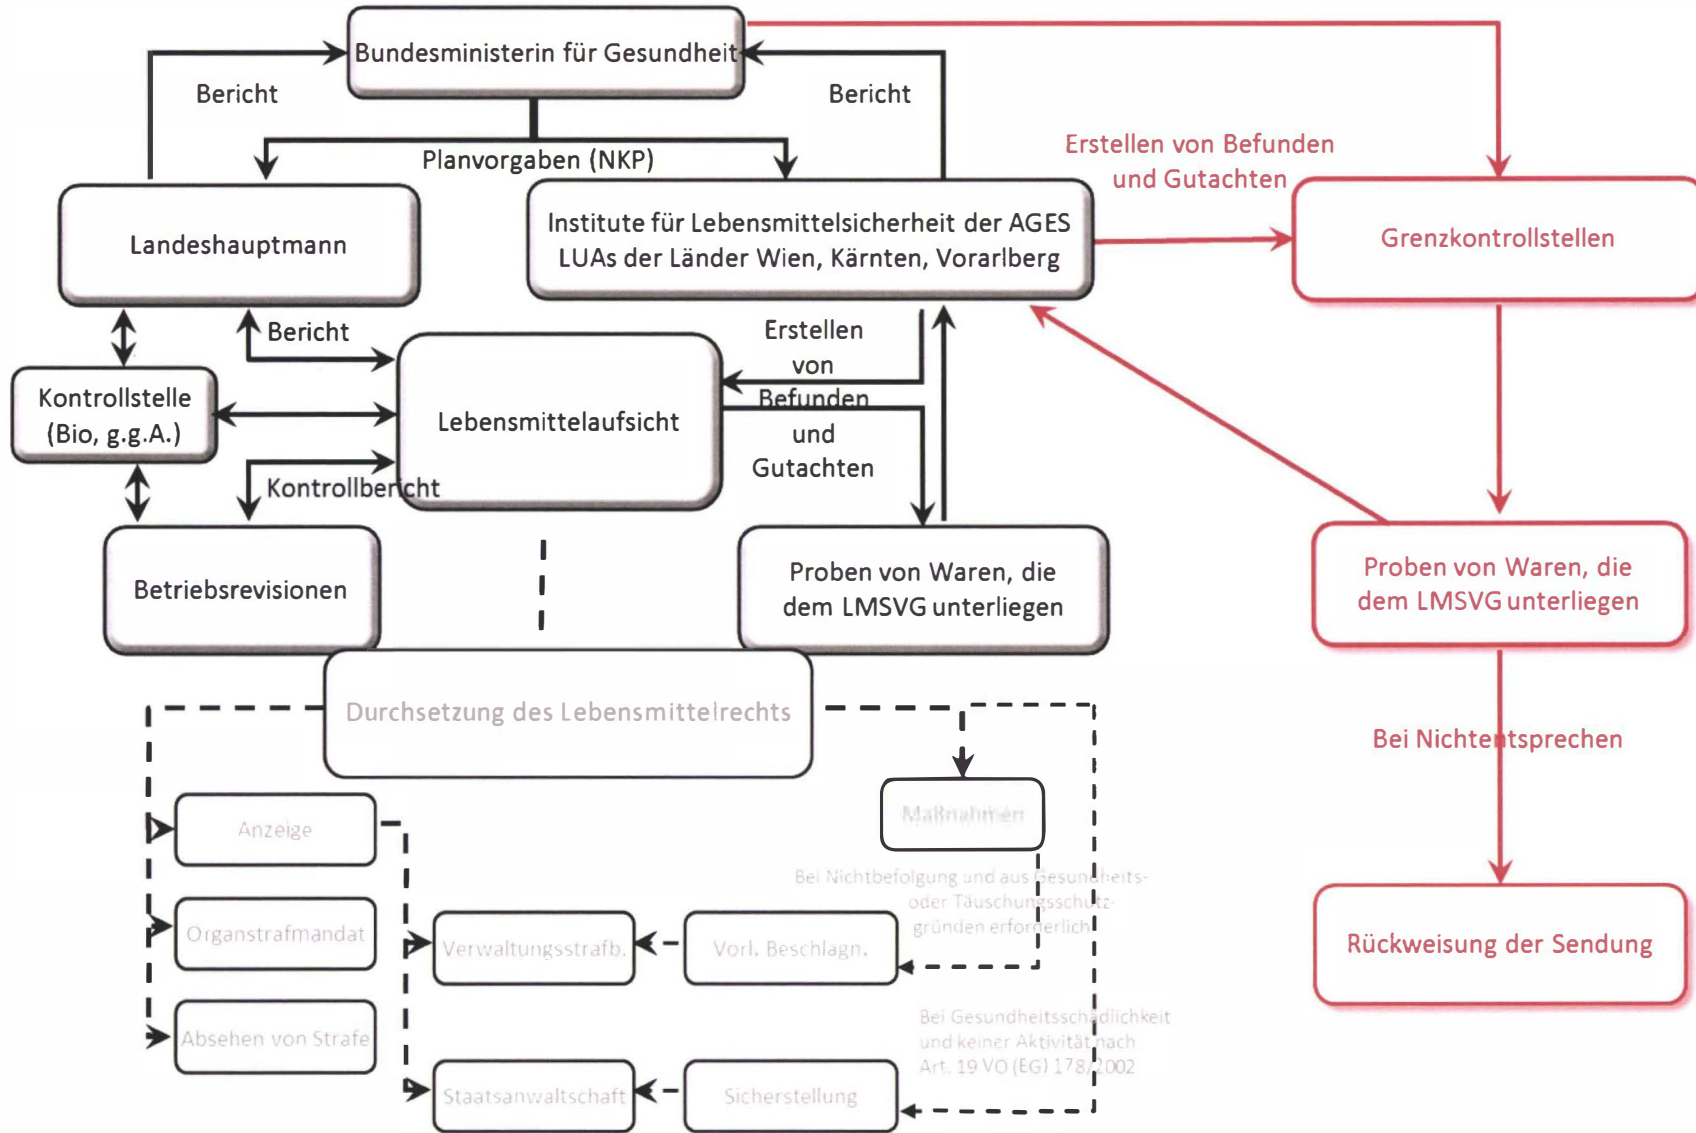 Bundesministerin für Gesundheit
Bericht
Bericht
Planvorgaben (NKP)
Erstellen von Befunden
und Gutachten
Landeshauptmann
Institute für Lebensmittelsicherheit der AGES
LUAs der Länder Wien, Kärnten, Vorarlberg
Grenzkontrollstellen
Bericht
Erstellen
von
Befunden
und
Gutachten
Kontrollstelle
(Bio, g.g.A.)
Lebensmittelaufsicht
Kontrollbericht
Betriebsrevisionen
Proben von Waren, die
dem LMSVG unterliegen
Proben von Waren, die
dem LMSVG unterliegen
Durchsetzung des Lebensmittelrechts
Bei Nichtentsprechen
Maßnahmen
Anzeige
Bei Nichtbefolgung und aus Gesundheits-
oder Täuschungsschutz-
gründen erforderlich
Organstrafmandat
Verwaltungsstrafb.
Vorl. Beschlagn.
Rückweisung der Sendung
Absehen von Strafe
Bei Gesundheitsschädlichkeit
und keiner Aktivität nach
Art. 19 VO (EG) 178/2002
Staatsanwaltschaft
Sicherstellung